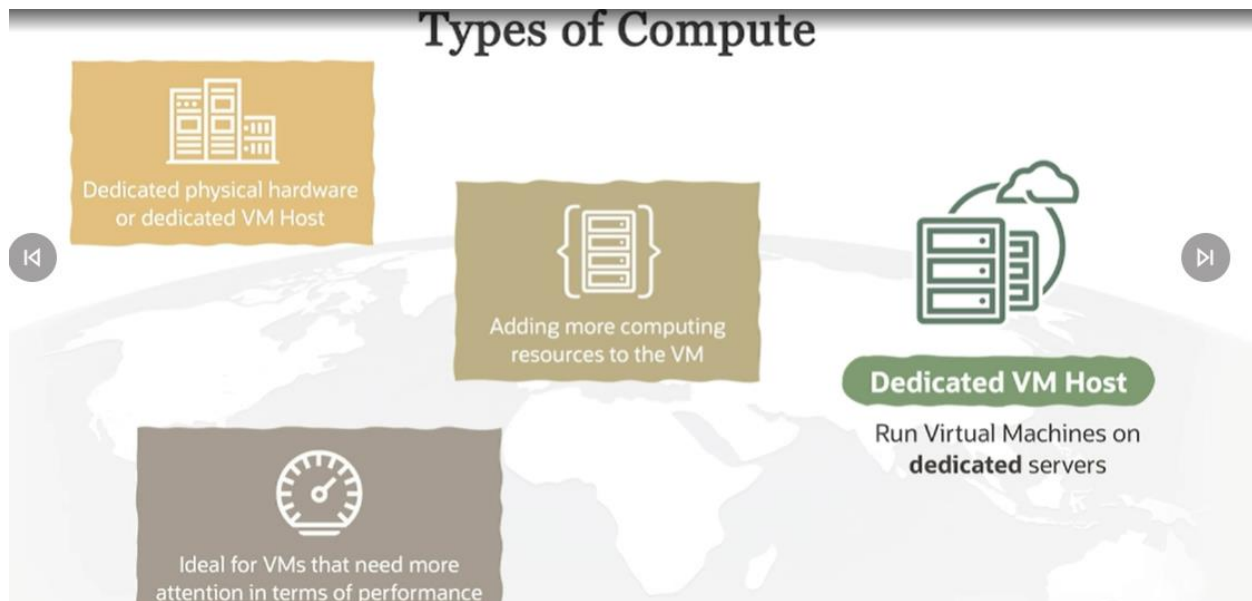 Types of Compute
Dedicated physical hardware
or dedicated VM Host
Adding more computing
resources to the VM
Dedicated VM Host
Run Virtual Machines on
dedicated servers
Ideal for VMs that need more
attention in terms of performance